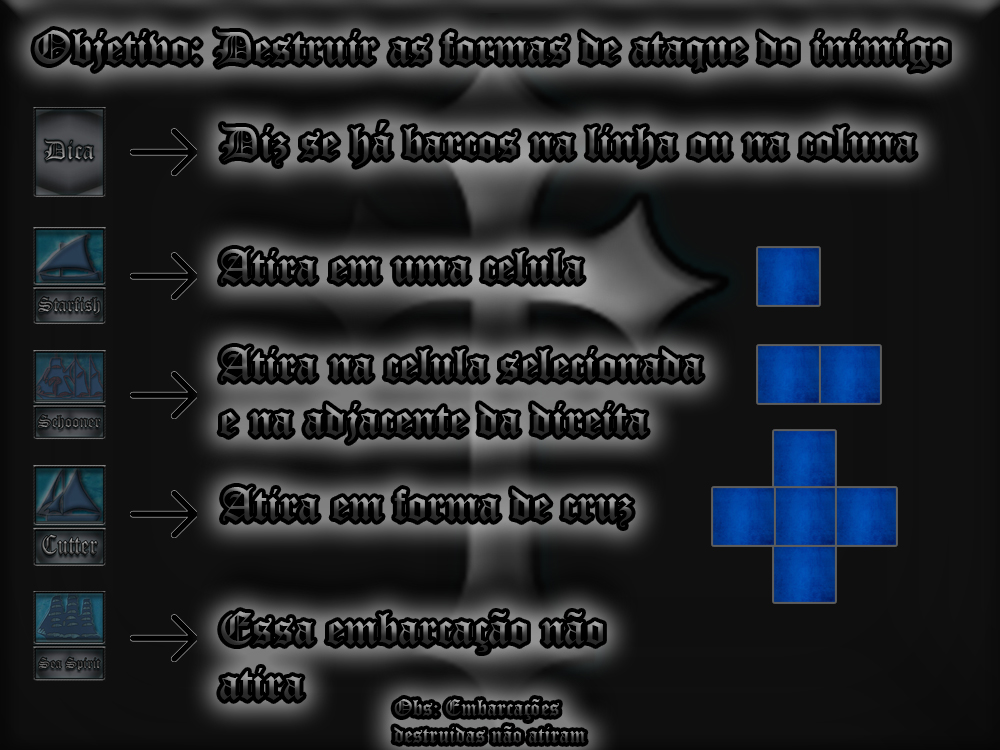 Objetivo: Destruir as formas de ataque do inimigo
Dica
Diz se há barcos na linha ou na coluna
Starfish
Atira em uma celula
Schooner
Atira na celula selecionada
e na adjacente da direita
Cutter
Atira em forma de cruz
Sea Spirit
Essa embarcação não
atira
Obs: Embarcações
destruidas não atiram